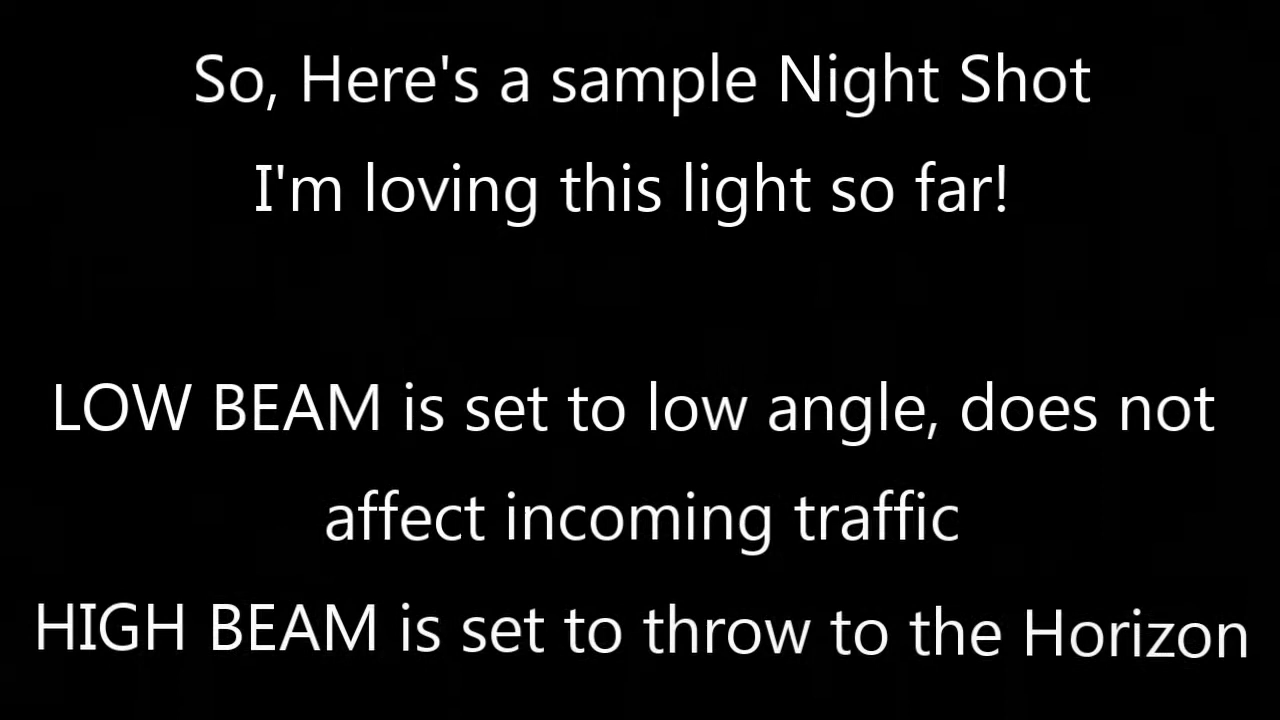 So, Here's a sample Night Shot
I'm loving this light so far!
LOW BEAM is set to low angle, does not
affect incoming traffic
HIGH BEAM is set to throw to the Horizon